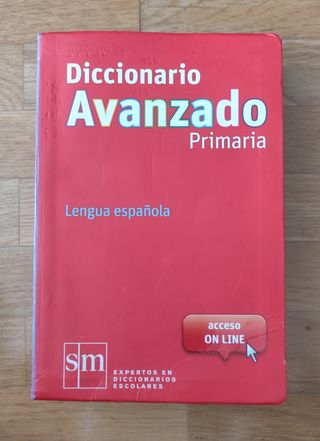 Diccionario
Avanzado
Primaria
Lengua española
acceso
ON LINE
sm
EXPERTOS EN
DICCIONARIOS
ESCOLARES